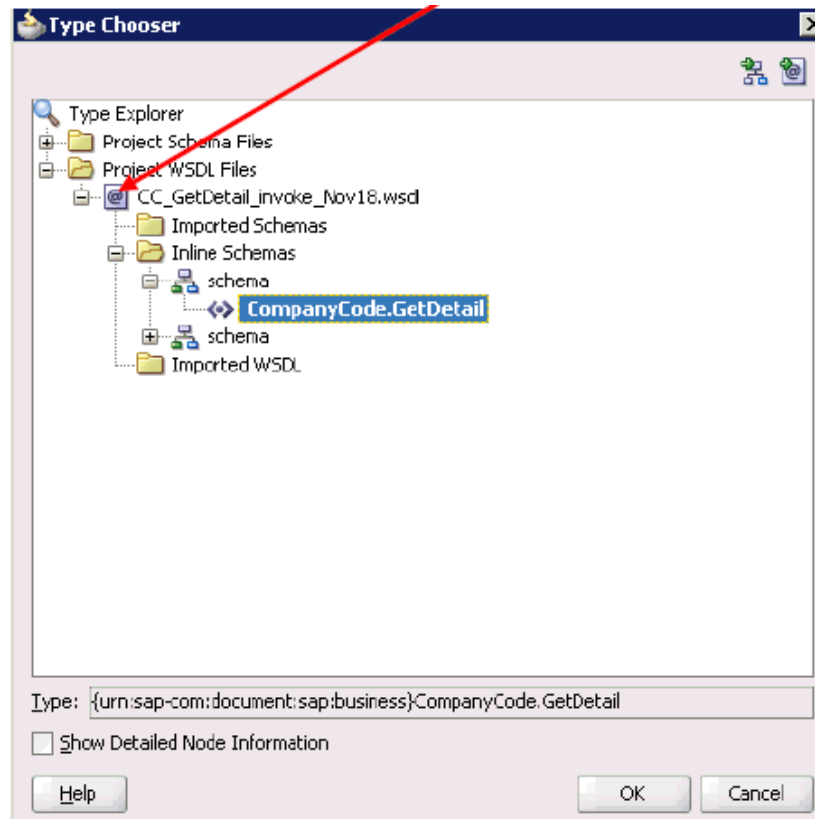 Type Chooser
Type Explorer
Project Schema Files
Project WSDL Files
CC_GetDetail_invoke_Nov18.wsdl
Imported Schemas
Inline Schemas
schema
CompanyCode.GetDetail
schema
Imported WSDL
Type: {urn:sap-com:document:sap:business}CompanyCode.GetDetail
Show Detailed Node Information
Help OK Cancel